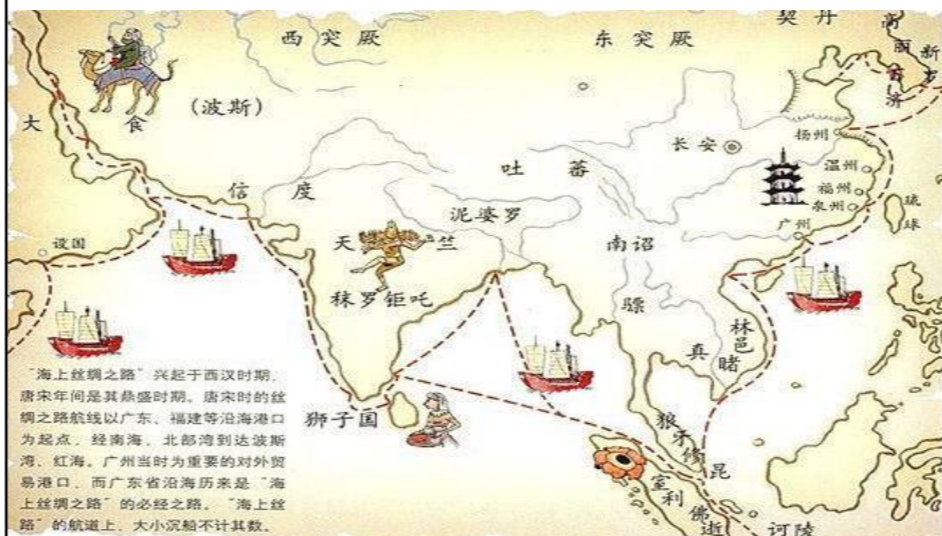 西突厥
东突厥
契丹
高丽
新罗
百济
(波斯)
大食
长安
扬州
吐蕃
温州
信度
福州
泥婆罗
泉州
琉球
广州
天竺
南诏
设国
秣罗钜吒
骠
林邑
真
睹
"海上丝绸之路"兴起于西汉时期,
唐宋年间是其鼎盛时期。唐宋时的丝
绸之路航线以广东、福建等沿海港口
为起点,经南海、北部湾到达波斯
湾、红海。广州当时为重要的对外贸
易港口,而广东省沿海历来是"海
上丝绸之路"的必经之路。"海上丝
路"的航道上,大小沉船不计其数。
狮子国
狼牙修
昆
室利佛逝
诃陵